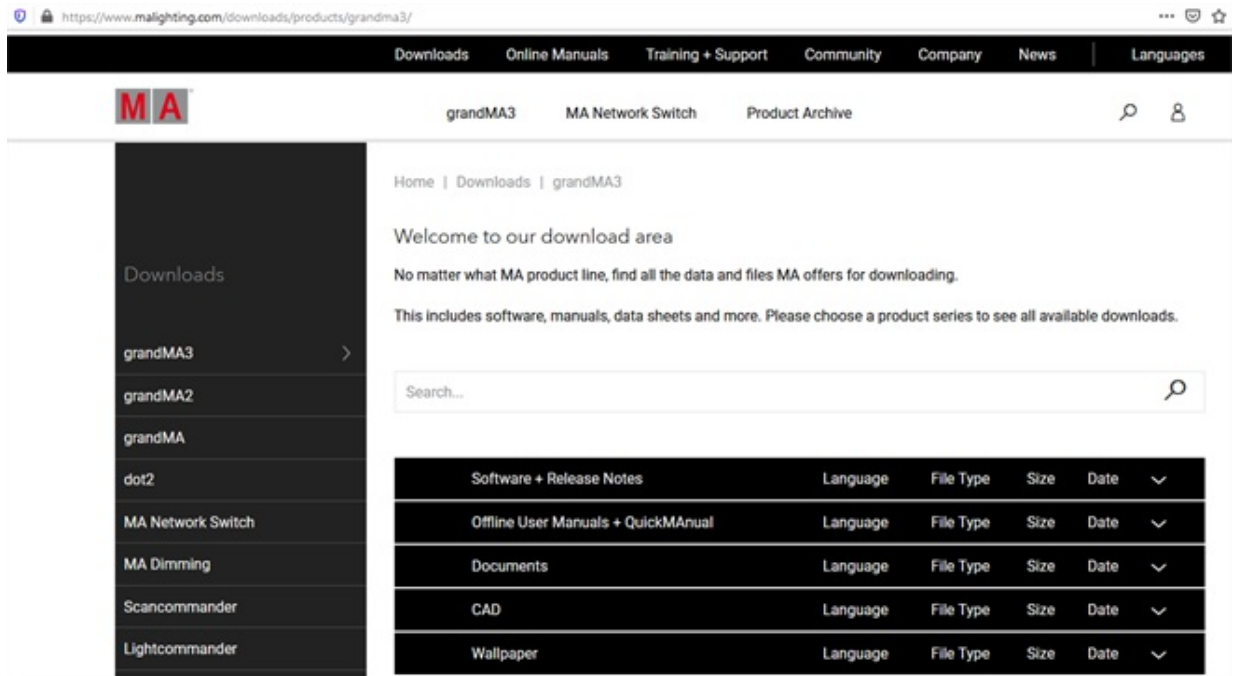 https://www.malighting.com/downloads/products/grandma3/
Downloads Online Manuals Training + Support Community Company News Languages
MA grandMA3 MA Network Switch Product Archive
Home | Downloads | grandMA3
Welcome to our download area
No matter what MA product line, find all the data and files MA offers for downloading.
This includes software, manuals, data sheets and more. Please choose a product series to see all available downloads.
Search...
Downloads
grandMA3
grandMA2
grandMA
dot2
MA Network Switch
MA Dimming
Scancommander
Lightcommander
Software + Release Notes Language File Type Size Date
Offline User Manuals + QuickMAnual Language File Type Size Date
Documents Language File Type Size Date
CAD Language File Type Size Date
Wallpaper Language File Type Size Date